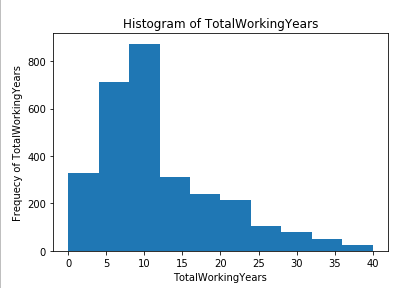 Histogram of TotalWorkingYears
800
600
400
200
0
Frequecy of TotalWorkingYears
0 5 10 15 20 25 30 35 40
TotalWorkingYears